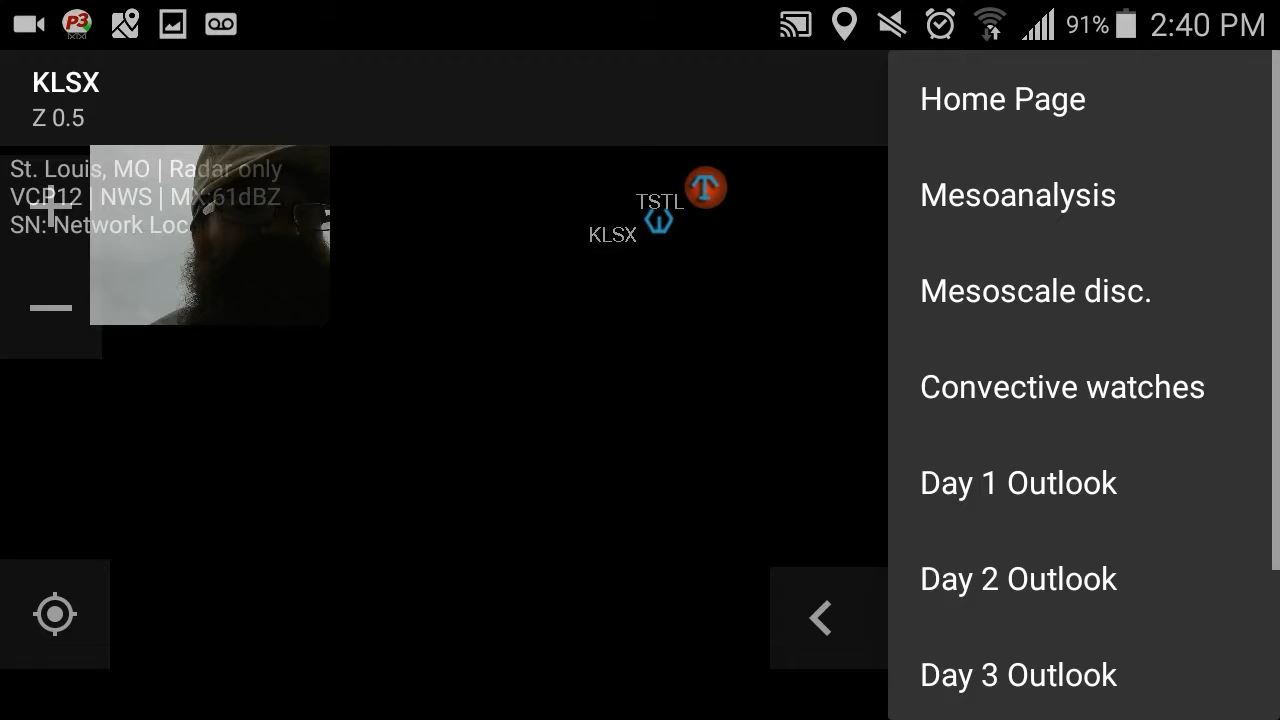 P3
91% 2:40 PM
KLSX
Z 0.5
St. Louis, MO | Radar only
VCP12 | NWS | MX:61dBZ
SN: Network Loc
TSTL
T
KLSX
Home Page
Mesoanalysis
Mesoscale disc.
Convective watches
Day 1 Outlook
Day 2 Outlook
Day 3 Outlook